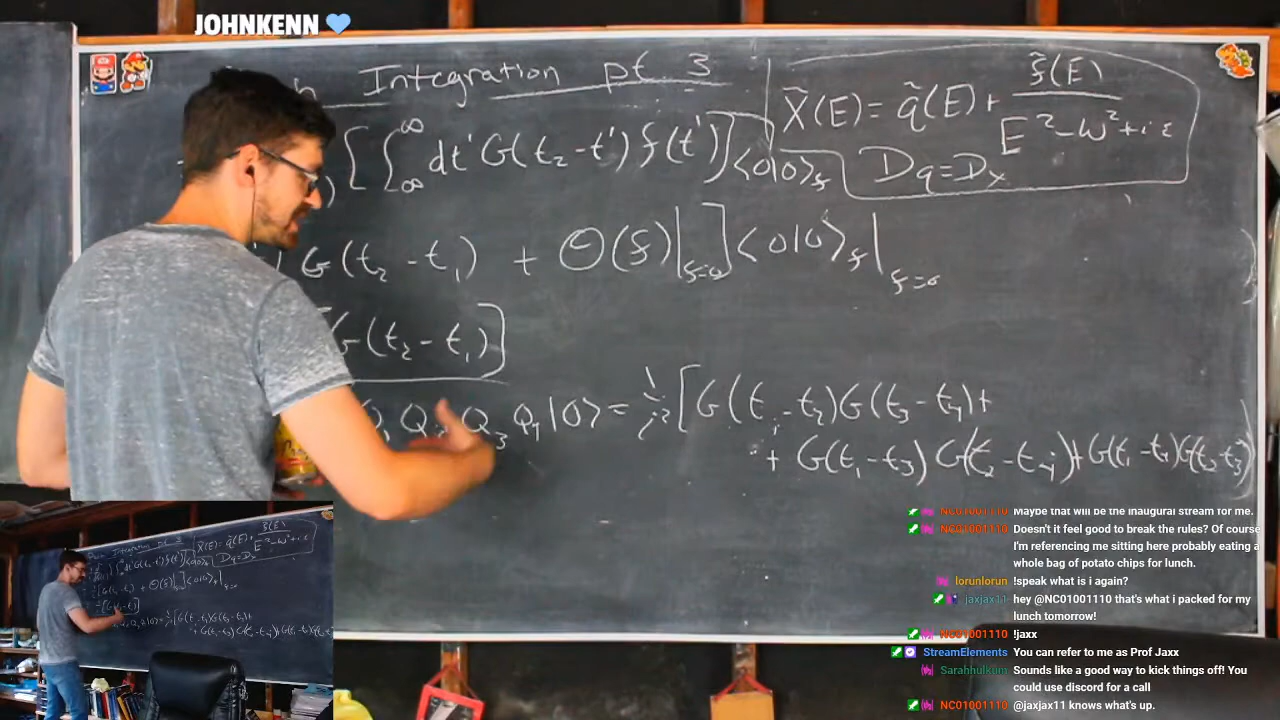 JOHNKENN 💙
Integration pt 3
X̃(E) = q̃(E) + f̃(E) / E²-ω²+iε
Dq = Dx
[∫ ∞ ∞ dt' G(t₂-t') f(t')] <0|0>f
G(t₂-t₁) + Θ(f)|f=0] <0|0>f|f=0
G(t₂-t₁)]
Q₃ Q₄|0> = 1/i² [G(t₁-t₂)G(t₃-t₄)+
+ G(t₁-t₃) G(t₂-t₄)+G(t₁-t₄)G(t₂-t₃)
NC01001110 Maybe that will be the inaugural stream for me.
NC01001110 Doesn't it feel good to break the rules? Of course
I'm referencing me sitting here probably eating a
whole bag of potato chips for lunch.
lorunlorun !speak what is i again?
jaxjax11 hey @NC01001110 that's what i packed for my
lunch tomorrow!
NC01001110 !jaxx
StreamElements You can refer to me as Prof Jaxx
Sarahhulkum Sounds like a good way to kick things off! You
could use discord for a call
NC01001110 @jaxjax11 knows what's up.